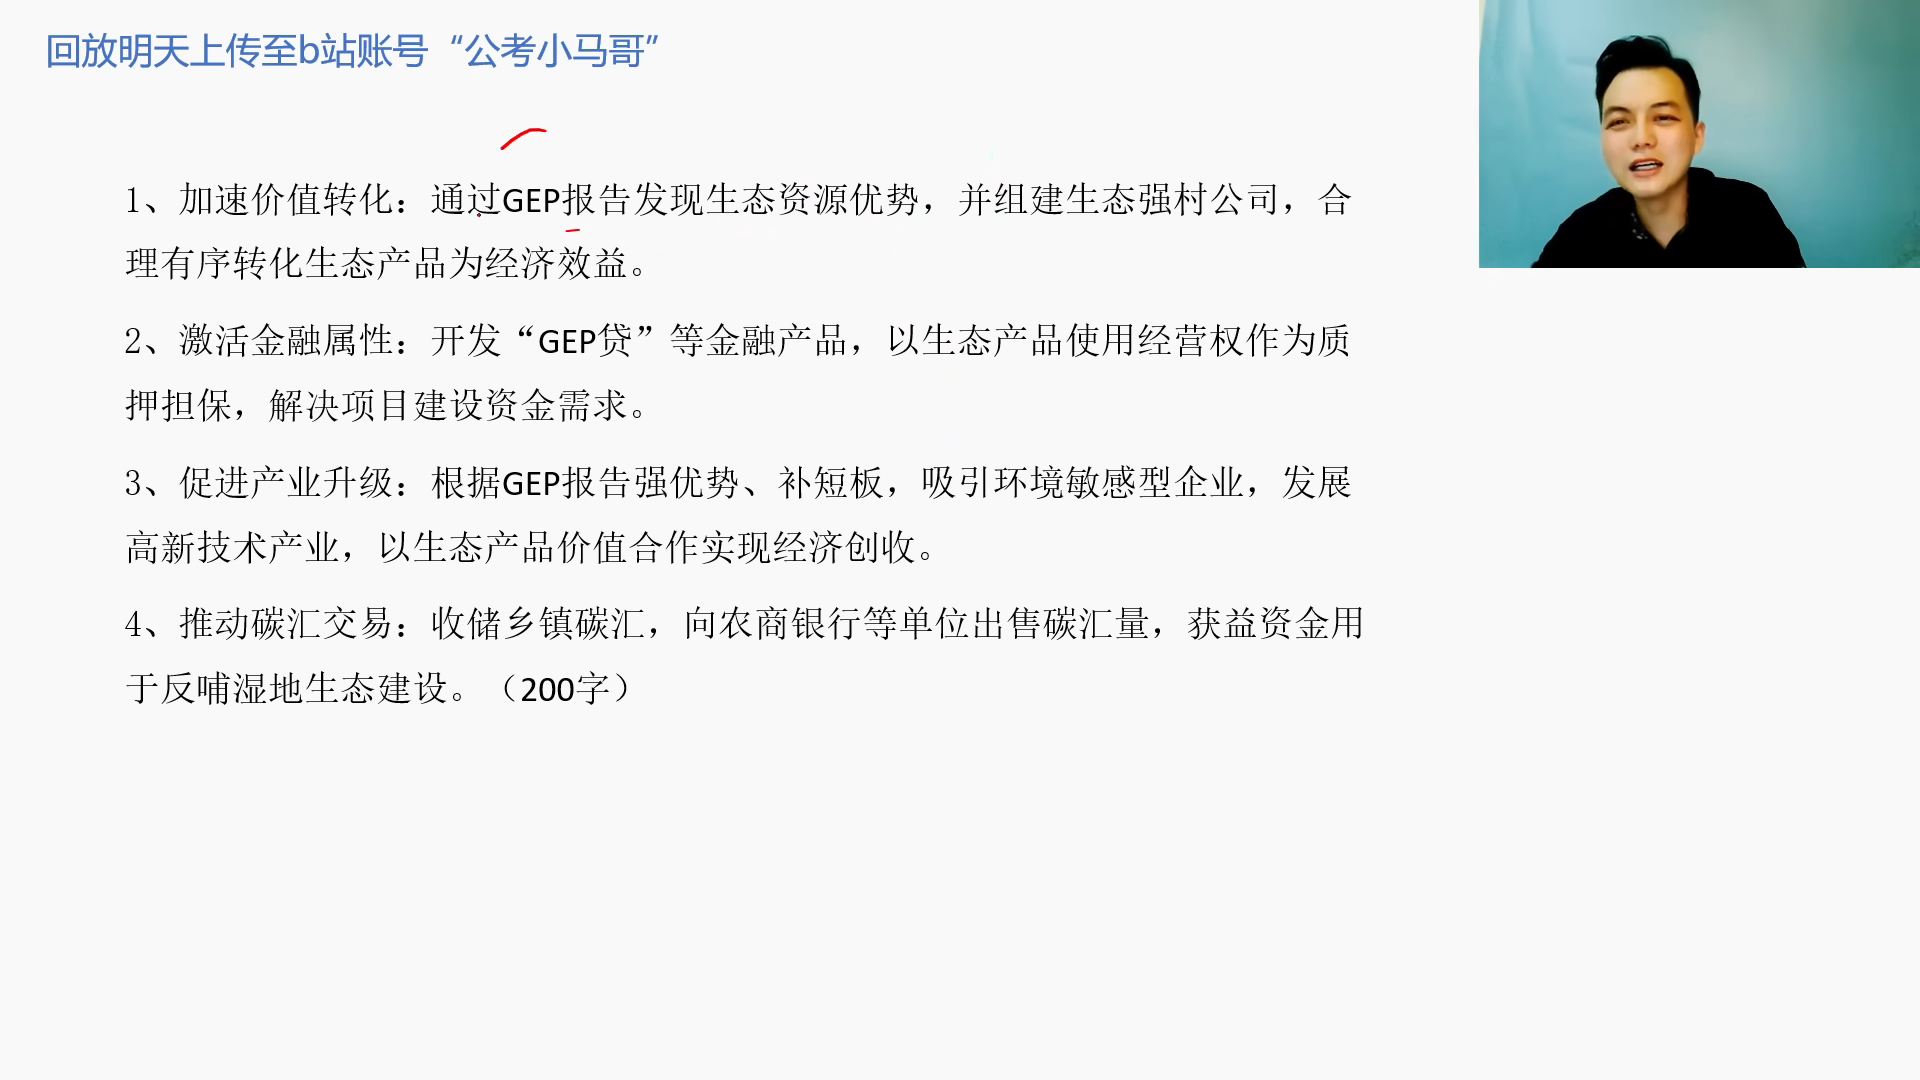 回放明天上传至b站账号“公考小马哥”
1、加速价值转化：通过GEP报告发现生态资源优势，并组建生态强村公司，合
理有序转化生态产品为经济效益。
2、激活金融属性：开发“GEP贷”等金融产品，以生态产品使用经营权作为质
押担保，解决项目建设资金需求。
3、促进产业升级：根据GEP报告强优势、补短板，吸引环境敏感型企业，发展
高新技术产业，以生态产品价值合作实现经济创收。
4、推动碳汇交易：收储乡镇碳汇，向农商银行等单位出售碳汇量，获益资金用
于反哺湿地生态建设。（200字）